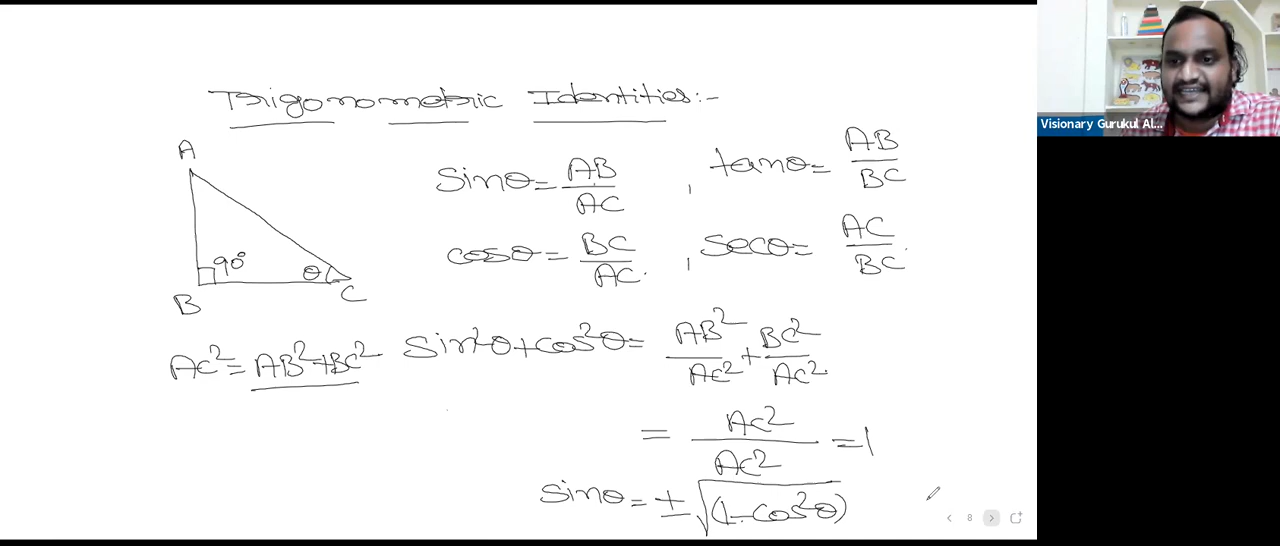 Trigonometric Identities:-
A
B
C
90°
θ
sinθ = AB/AC , tanθ = AB/BC
cosθ = BC/AC , secθ = AC/BC
AC² = AB²+BC²
sin²θ+cos²θ = AB²/AC² + BC²/AC²
= AC²/AC² = 1
sinθ = ±√(1-cos²θ)
Visionary Gurukul Al...
8